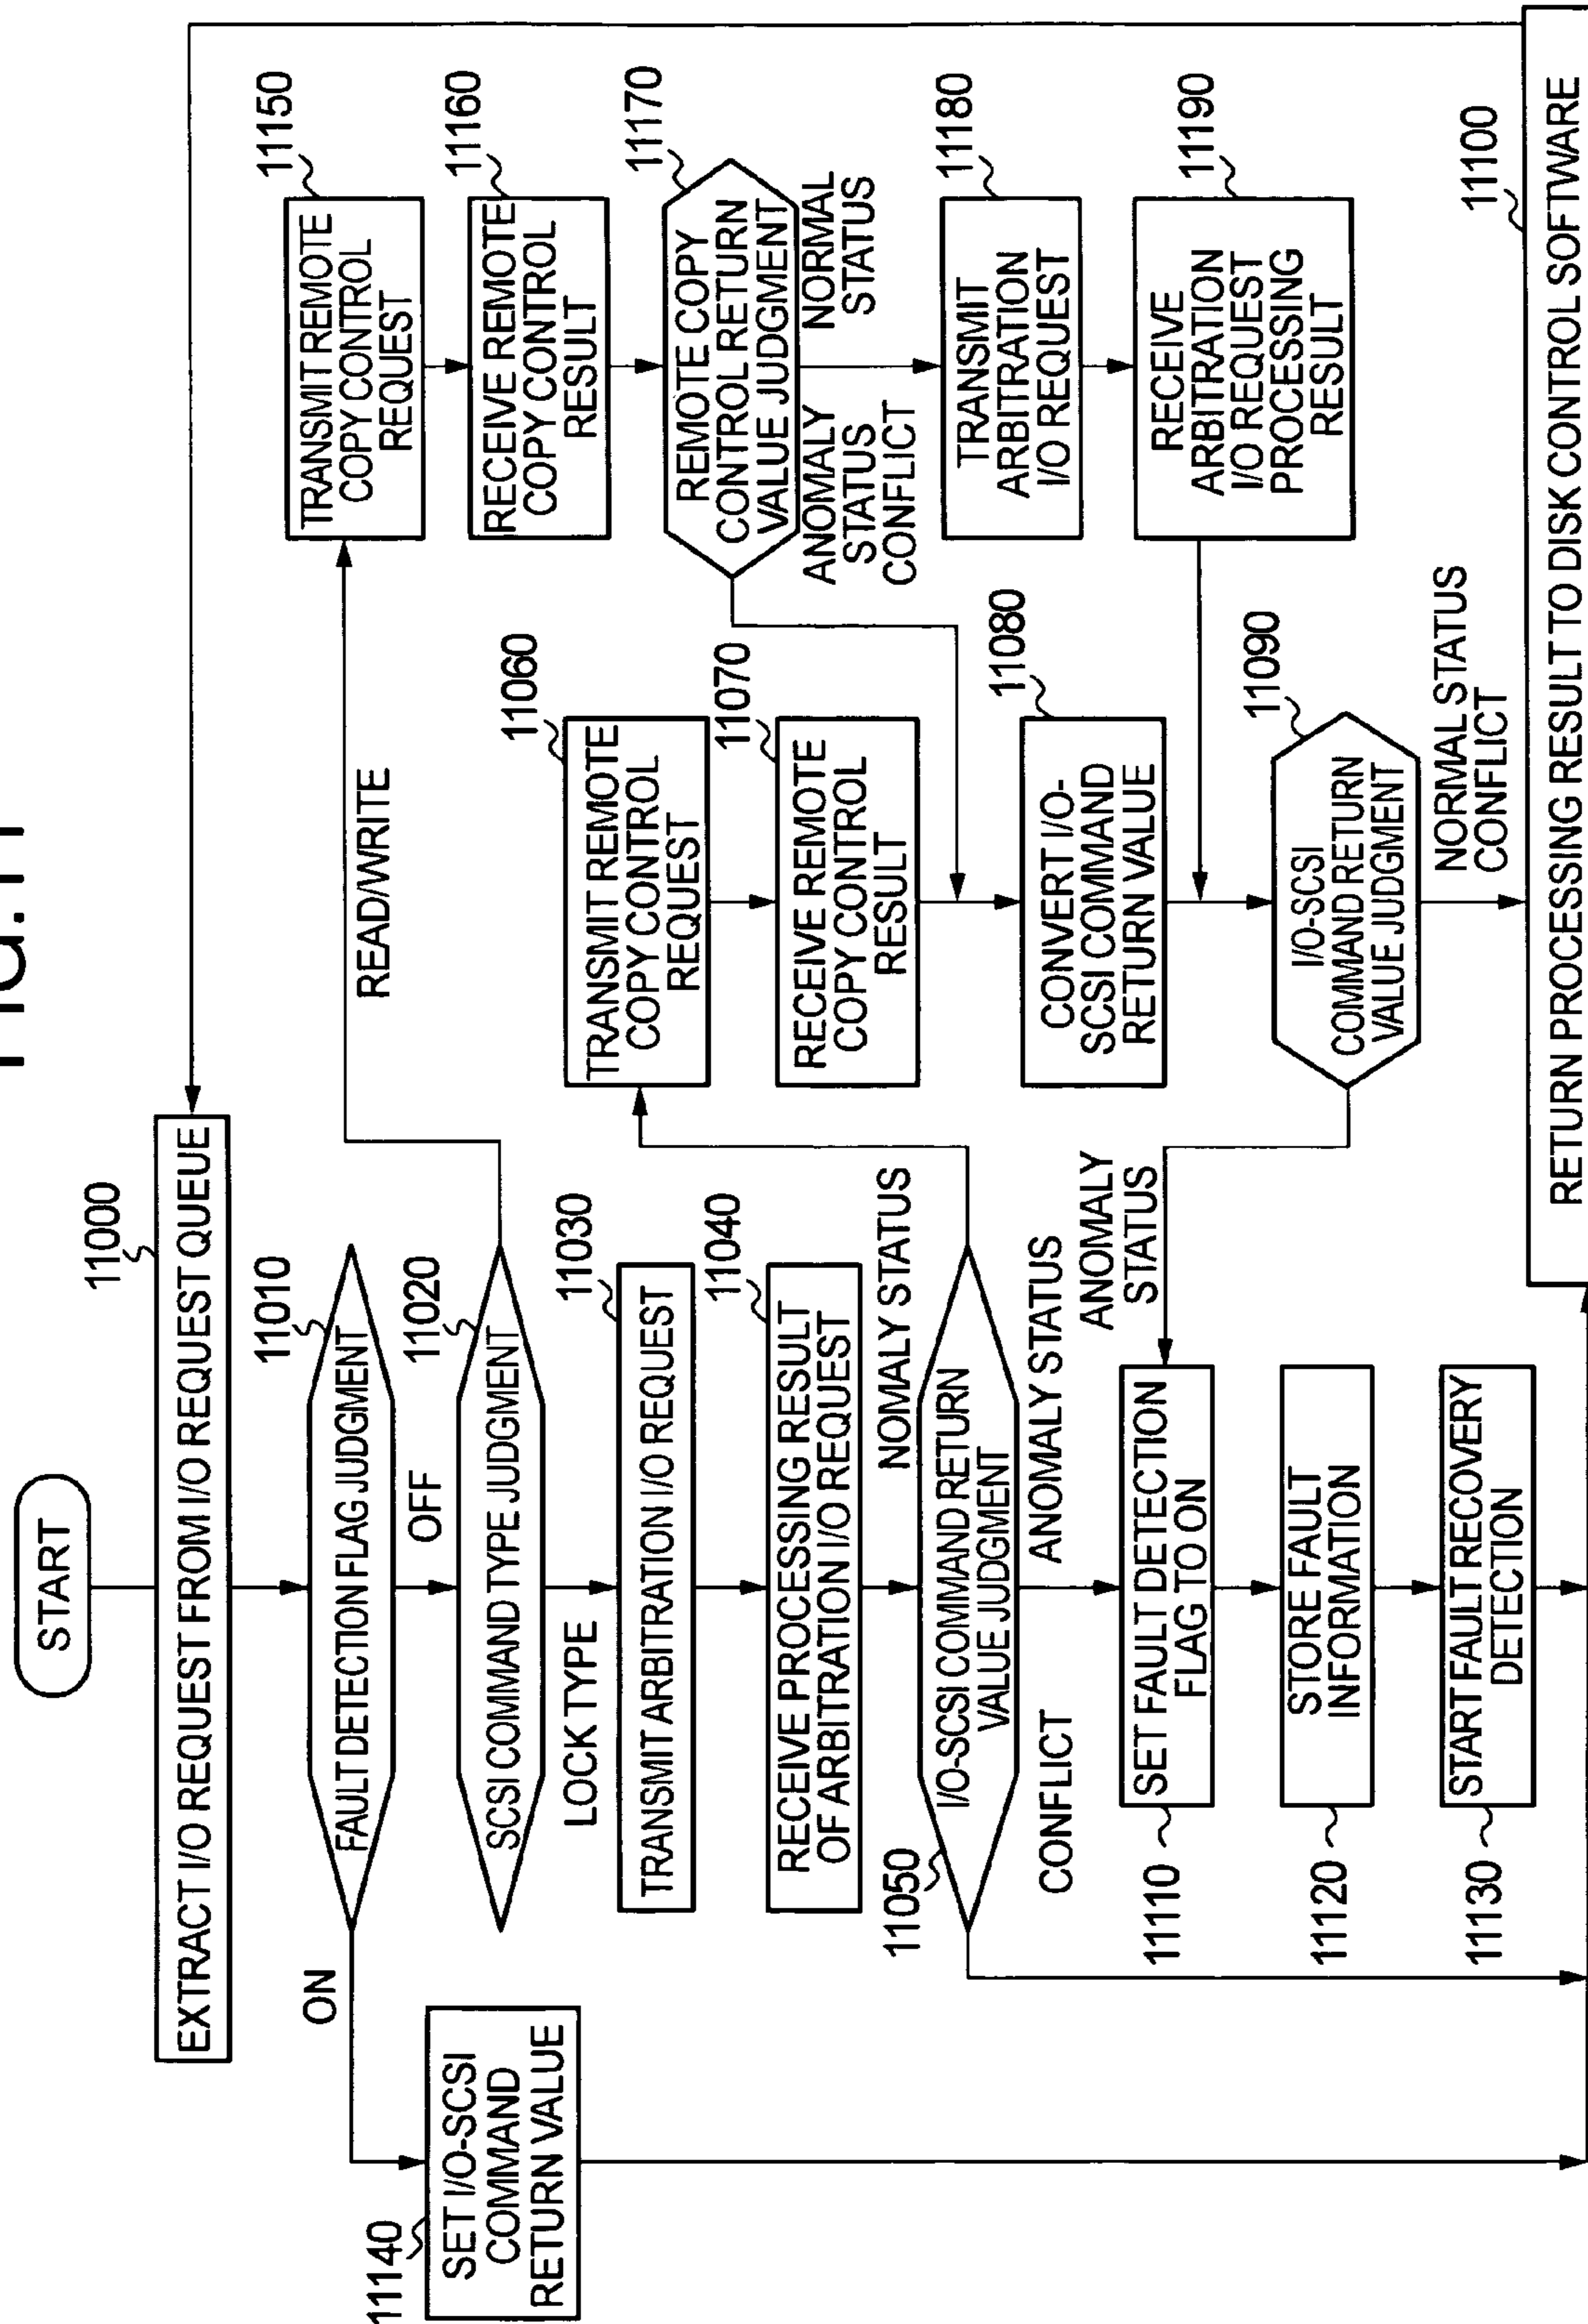 FIG.11
START
11000
EXTRACT I/O REQUEST FROM I/O REQUEST QUEUE
11010
FAULT DETECTION FLAG JUDGMENT
ON
OFF
11140
SET I/O-SCSI
COMMAND
RETURN VALUE
11020
SCSI COMMAND TYPE JUDGMENT
READ/WRITE
LOCK TYPE
11030
TRANSMIT ARBITRATION I/O REQUEST
11040
RECEIVE PROCESSING RESULT
OF ARBITRATION I/O REQUEST
NOMALY STATUS
11050
I/O-SCSI COMMAND RETURN
VALUE JUDGMENT
CONFLICT
ANOMALY STATUS
11110
SET FAULT DETECTION
FLAG TO ON
11120
STORE FAULT
INFORMATION
11130
START FAULT RECOVERY
DETECTION
11060
TRANSMIT REMOTE
COPY CONTROL
REQUEST
11070
RECEIVE REMOTE
COPY CONTROL
RESULT
11080
CONVERT I/O-
SCSI COMMAND
RETURN VALUE
11090
I/O-SCSI
COMMAND RETURN
VALUE JUDGMENT
ANOMALY
STATUS
NORMAL STATUS
CONFLICT
11150
TRANSMIT REMOTE
COPY CONTROL
REQUEST
11160
RECEIVE REMOTE
COPY CONTROL
RESULT
11170
REMOTE COPY
CONTROL RETURN
VALUE JUDGMENT
ANOMALY
STATUS
CONFLICT
NORMAL
STATUS
11180
TRANSMIT
ARBITRATION
I/O REQUEST
11190
RECEIVE
ARBITRATION
I/O REQUEST
PROCESSING
RESULT
11100
RETURN PROCESSING RESULT TO DISK CONTROL SOFTWARE